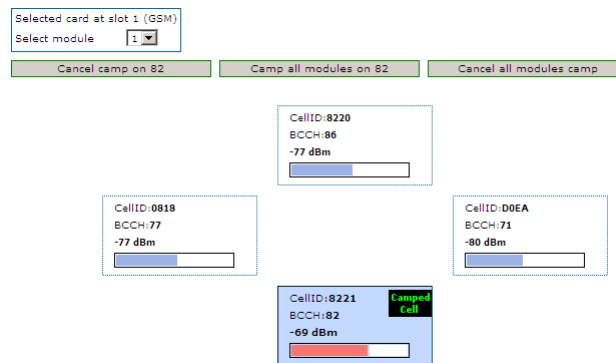 Selected card at slot 1 (GSM)
Select module 1
Cancel camp on 82 Camp all modules on 82 Cancel all modules camp
CellID:8220
BCCH:86
-77 dBm
CellID:0818
BCCH:77
-77 dBm
CellID:D0EA
BCCH:71
-80 dBm
CellID:8221
BCCH:82
-69 dBm
Camped
Cell